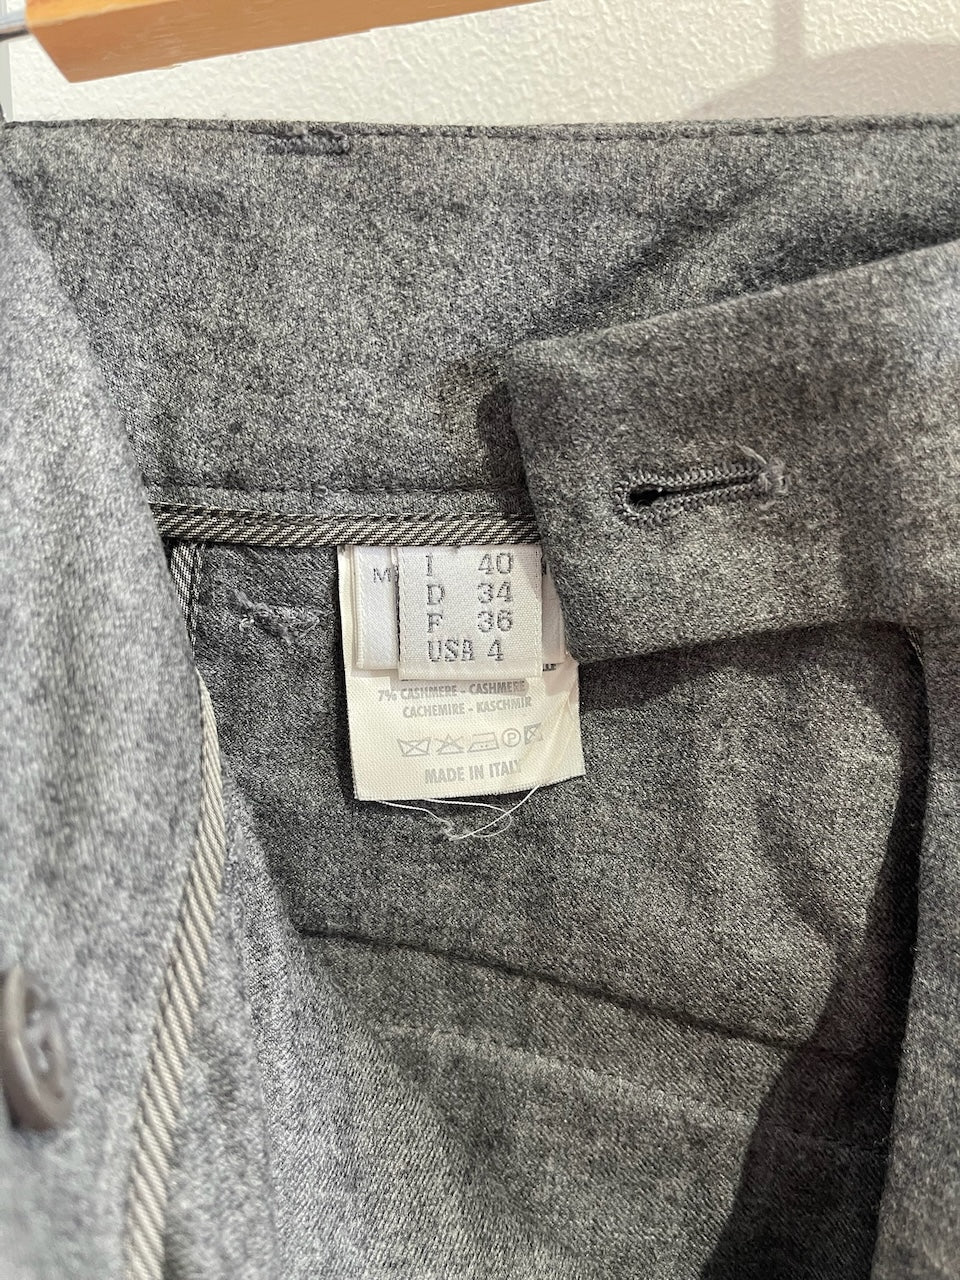 M
I 40
D 34
F 36
USA 4
7% CASHMERE - CASHMERE
CACHEMIRE - KASCHMIR
P
MADE IN ITALY